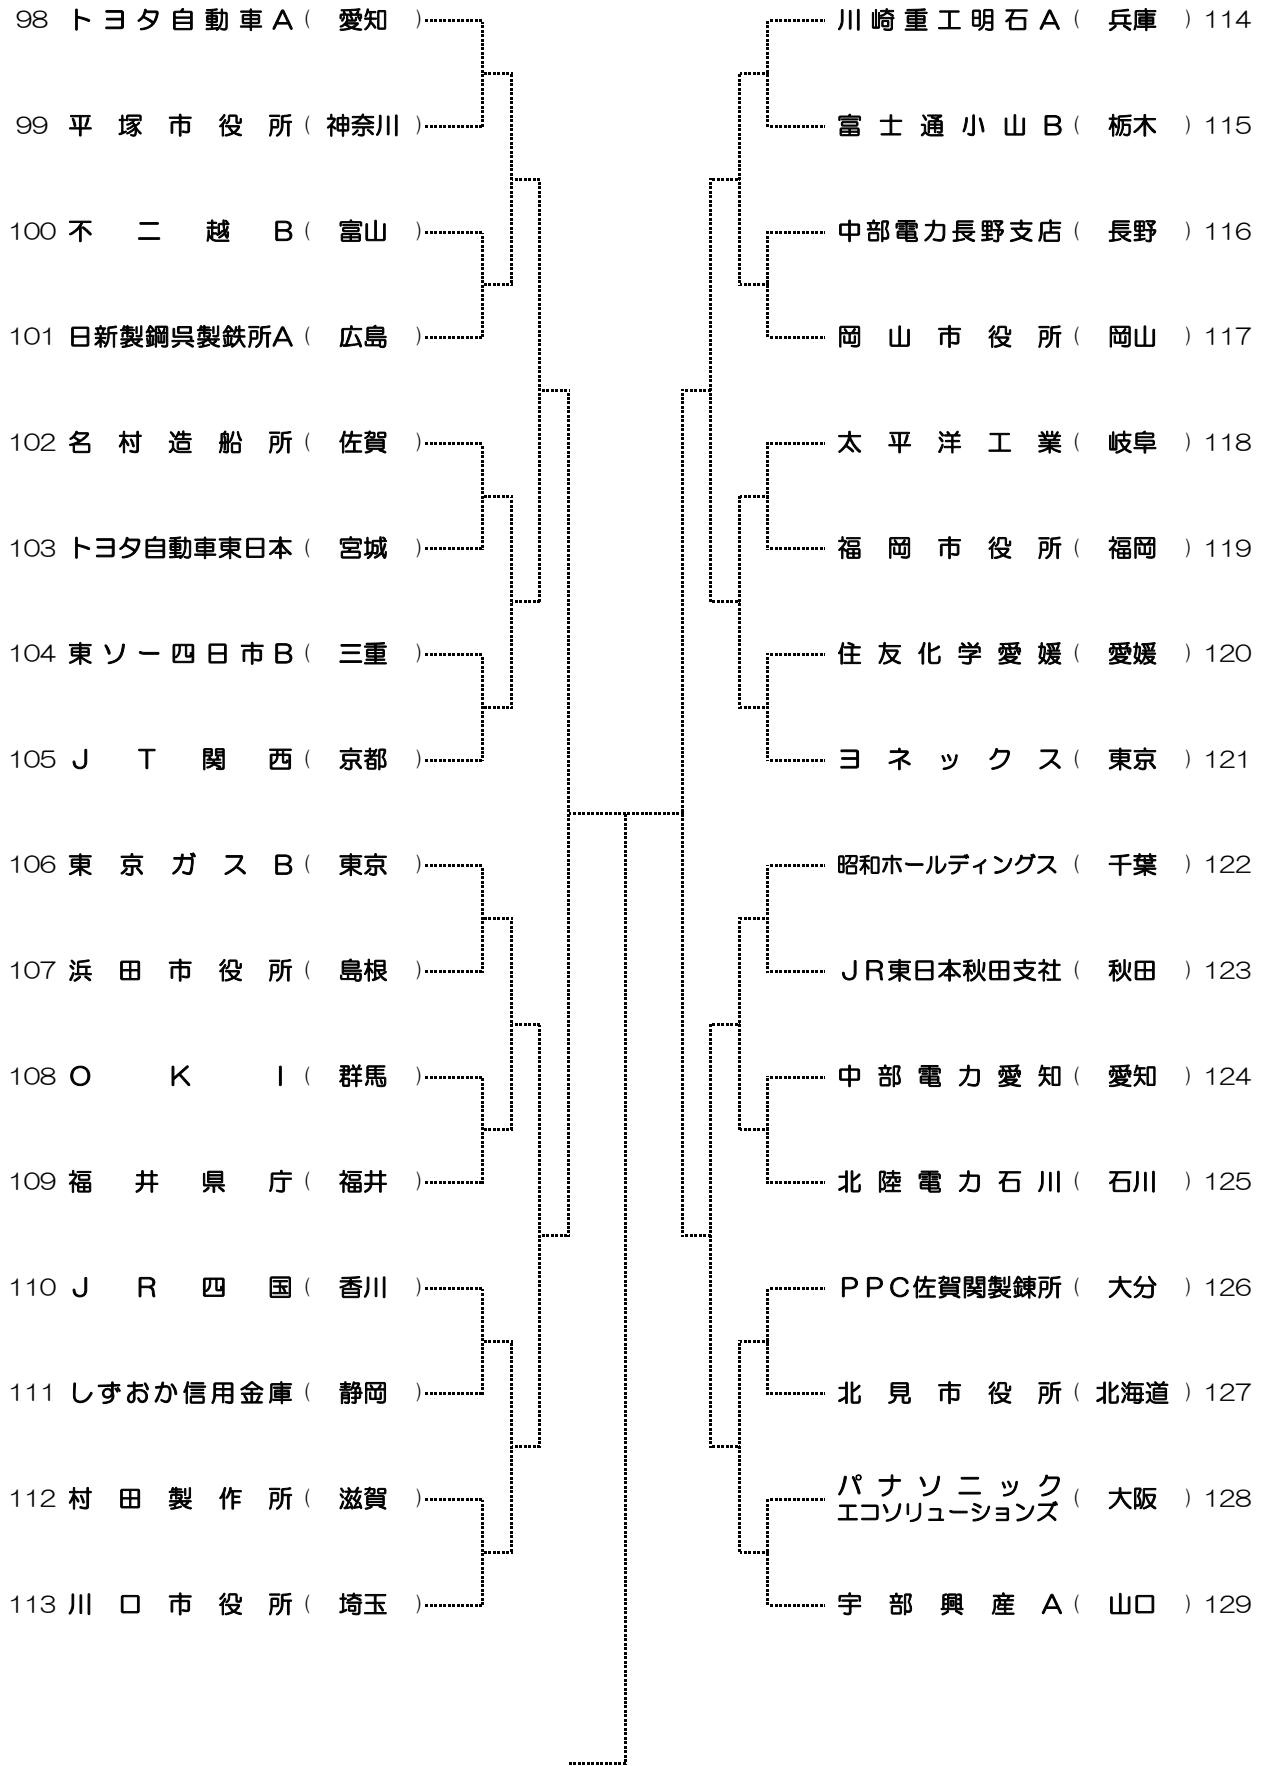 98 トヨタ自動車A ( 愛知 )
99 平塚市役所 ( 神奈川 )
100 不二越B ( 富山 )
101 日新製鋼呉製鉄所A ( 広島 )
102 名村造船所 ( 佐賀 )
103 トヨタ自動車東日本 ( 宮城 )
104 東ソー四日市B ( 三重 )
105 JT関西 ( 京都 )
106 東京ガスB ( 東京 )
107 浜田市役所 ( 島根 )
108 OKI ( 群馬 )
109 福井県庁 ( 福井 )
110 JR四国 ( 香川 )
111 しずおか信用金庫 ( 静岡 )
112 村田製作所 ( 滋賀 )
113 川口市役所 ( 埼玉 )
川崎重工明石A ( 兵庫 ) 114
富士通小山B ( 栃木 ) 115
中部電力長野支店 ( 長野 ) 116
岡山市役所 ( 岡山 ) 117
太平洋工業 ( 岐阜 ) 118
福岡市役所 ( 福岡 ) 119
住友化学愛媛 ( 愛媛 ) 120
ヨネックス ( 東京 ) 121
昭和ホールディングス ( 千葉 ) 122
JR東日本秋田支社 ( 秋田 ) 123
中部電力愛知 ( 愛知 ) 124
北陸電力石川 ( 石川 ) 125
PPC佐賀関製錬所 ( 大分 ) 126
北見市役所 ( 北海道 ) 127
パナソニック
エコソリューションズ ( 大阪 ) 128
宇部興産A ( 山口 ) 129